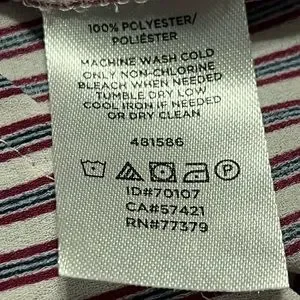 100% POLYESTER/
POLIÉSTER
MACHINE WASH COLD
ONLY NON-CHLORINE
BLEACH WHEN NEEDED
TUMBLE DRY LOW
COOL IRON IF NEEDED
OR DRY CLEAN
481586
ID#70107
CA#57421
RN#77379